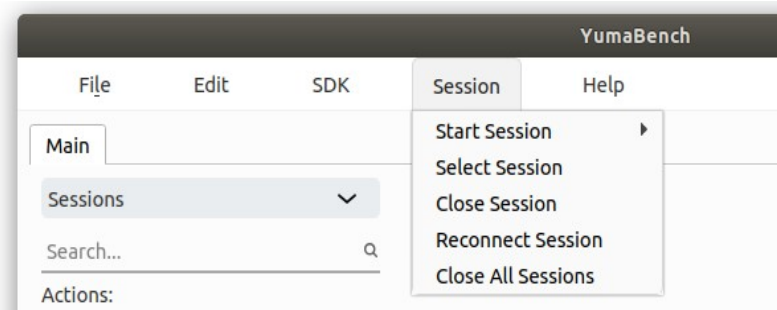 YumaBench
File Edit SDK Session Help
Main
Sessions
Search...
Actions:
Start Session
Select Session
Close Session
Reconnect Session
Close All Sessions